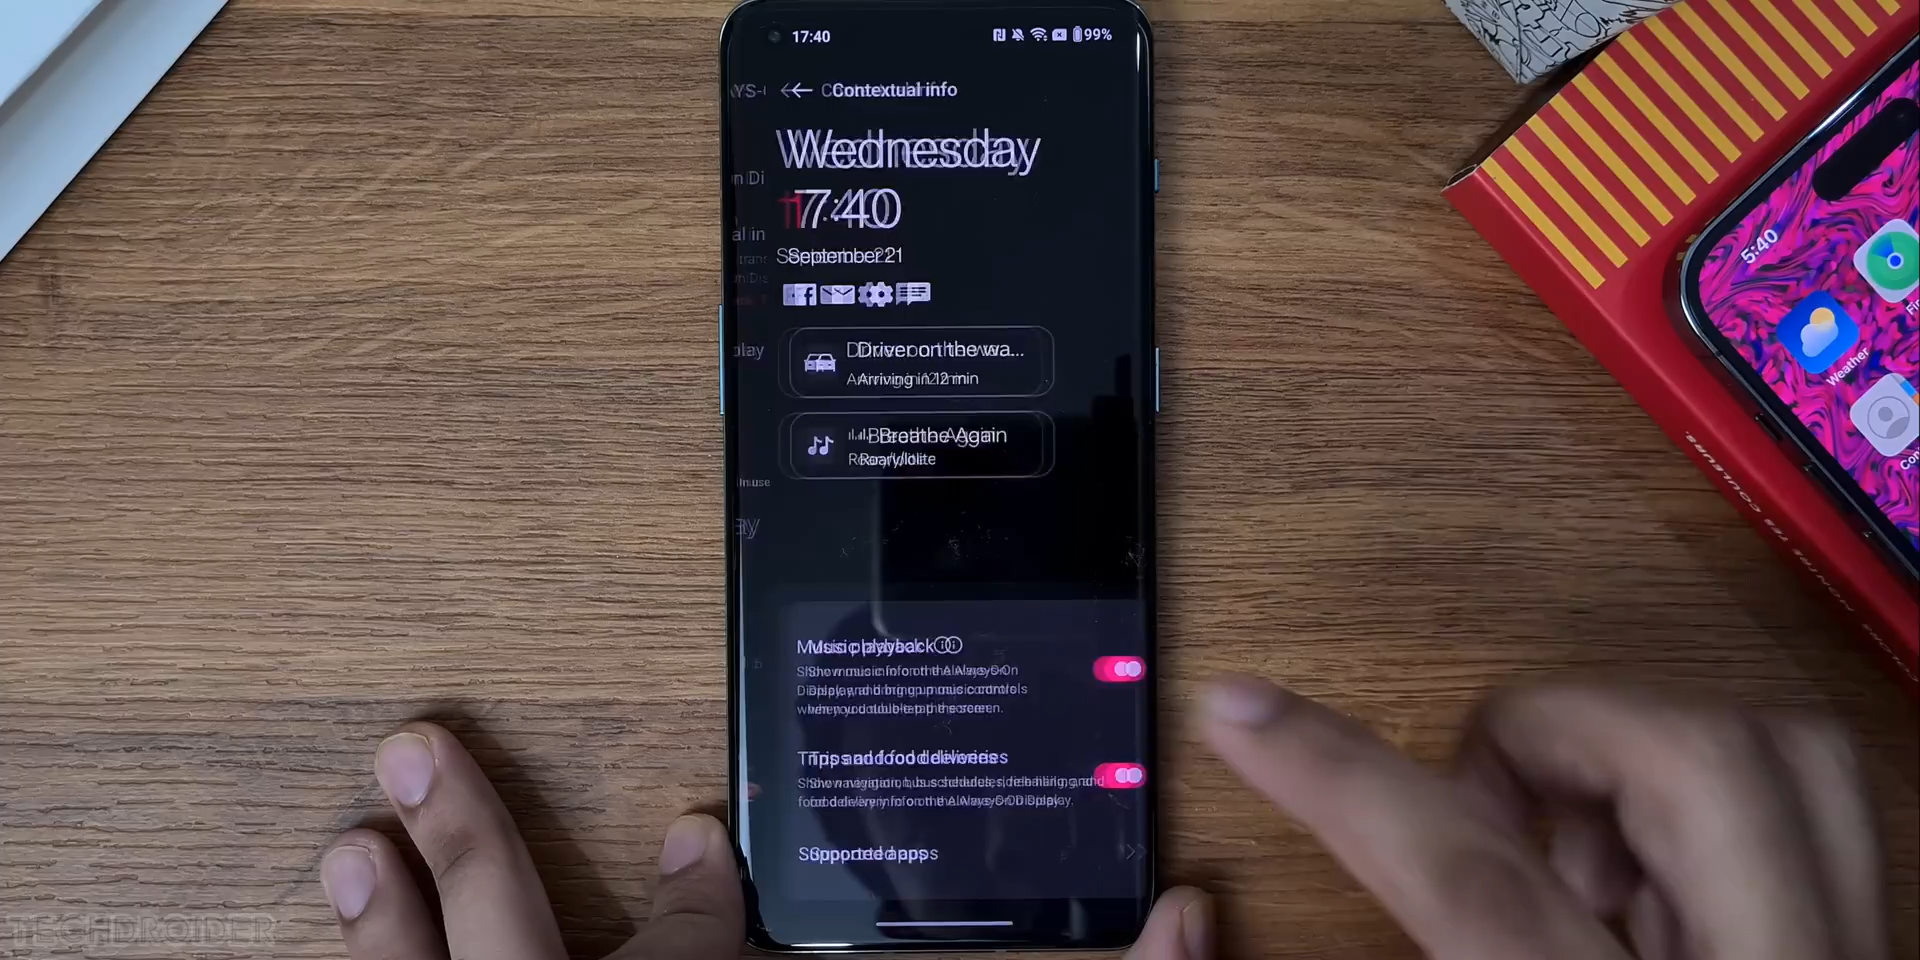 17:40
99%
Contextual info
Wednesday
17:40
September 21
Driver on the wa...
Arriving in 12 min
Breathe Again
Roary/lolite
Music playback
Show music info on the Always-On
Display, and bring up music controls
when you double-tap the screen.
Trips and food deliveries
Show navigation, bus schedules, ride-hailing, and
food delivery info on the Always-On Display.
Supported apps
5:40
Weather
TECHDROIDER